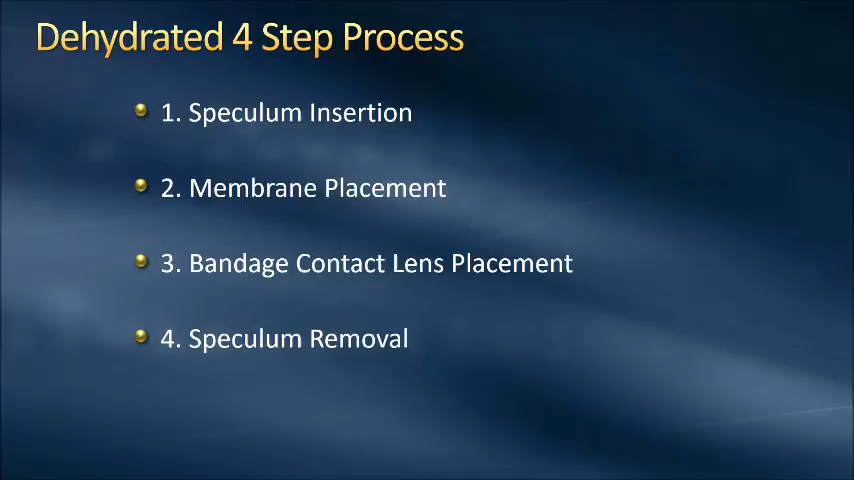 Dehydrated 4 Step Process
1. Speculum Insertion
2. Membrane Placement
3. Bandage Contact Lens Placement
4. Speculum Removal